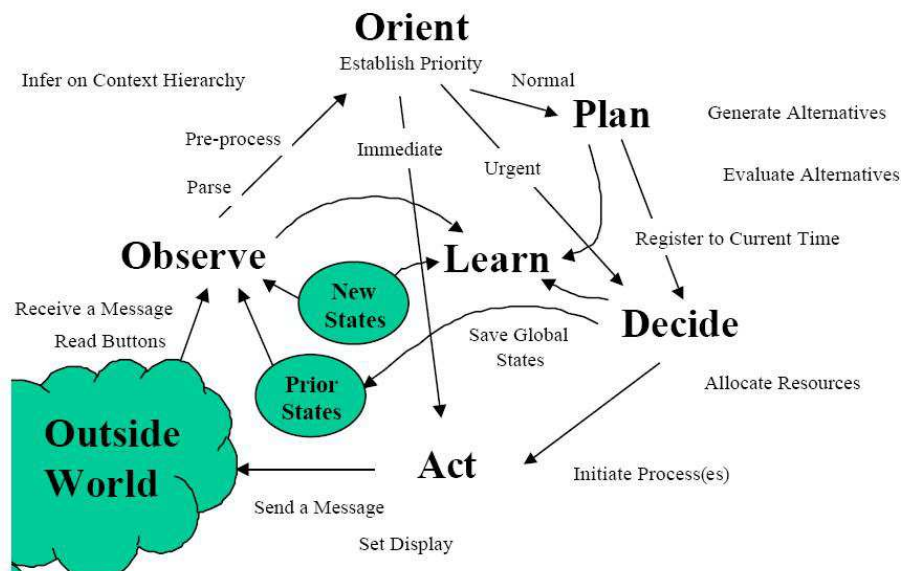 Orient
Establish Priority
Infer on Context Hierarchy
Normal
Plan
Generate Alternatives
Pre-process
Immediate
Urgent
Evaluate Alternatives
Parse
Observe
Learn
Register to Current Time
New
States
Receive a Message
Read Buttons
Save Global
States
Decide
Prior
States
Allocate Resources
Outside
World
Act
Initiate Process(es)
Send a Message
Set Display